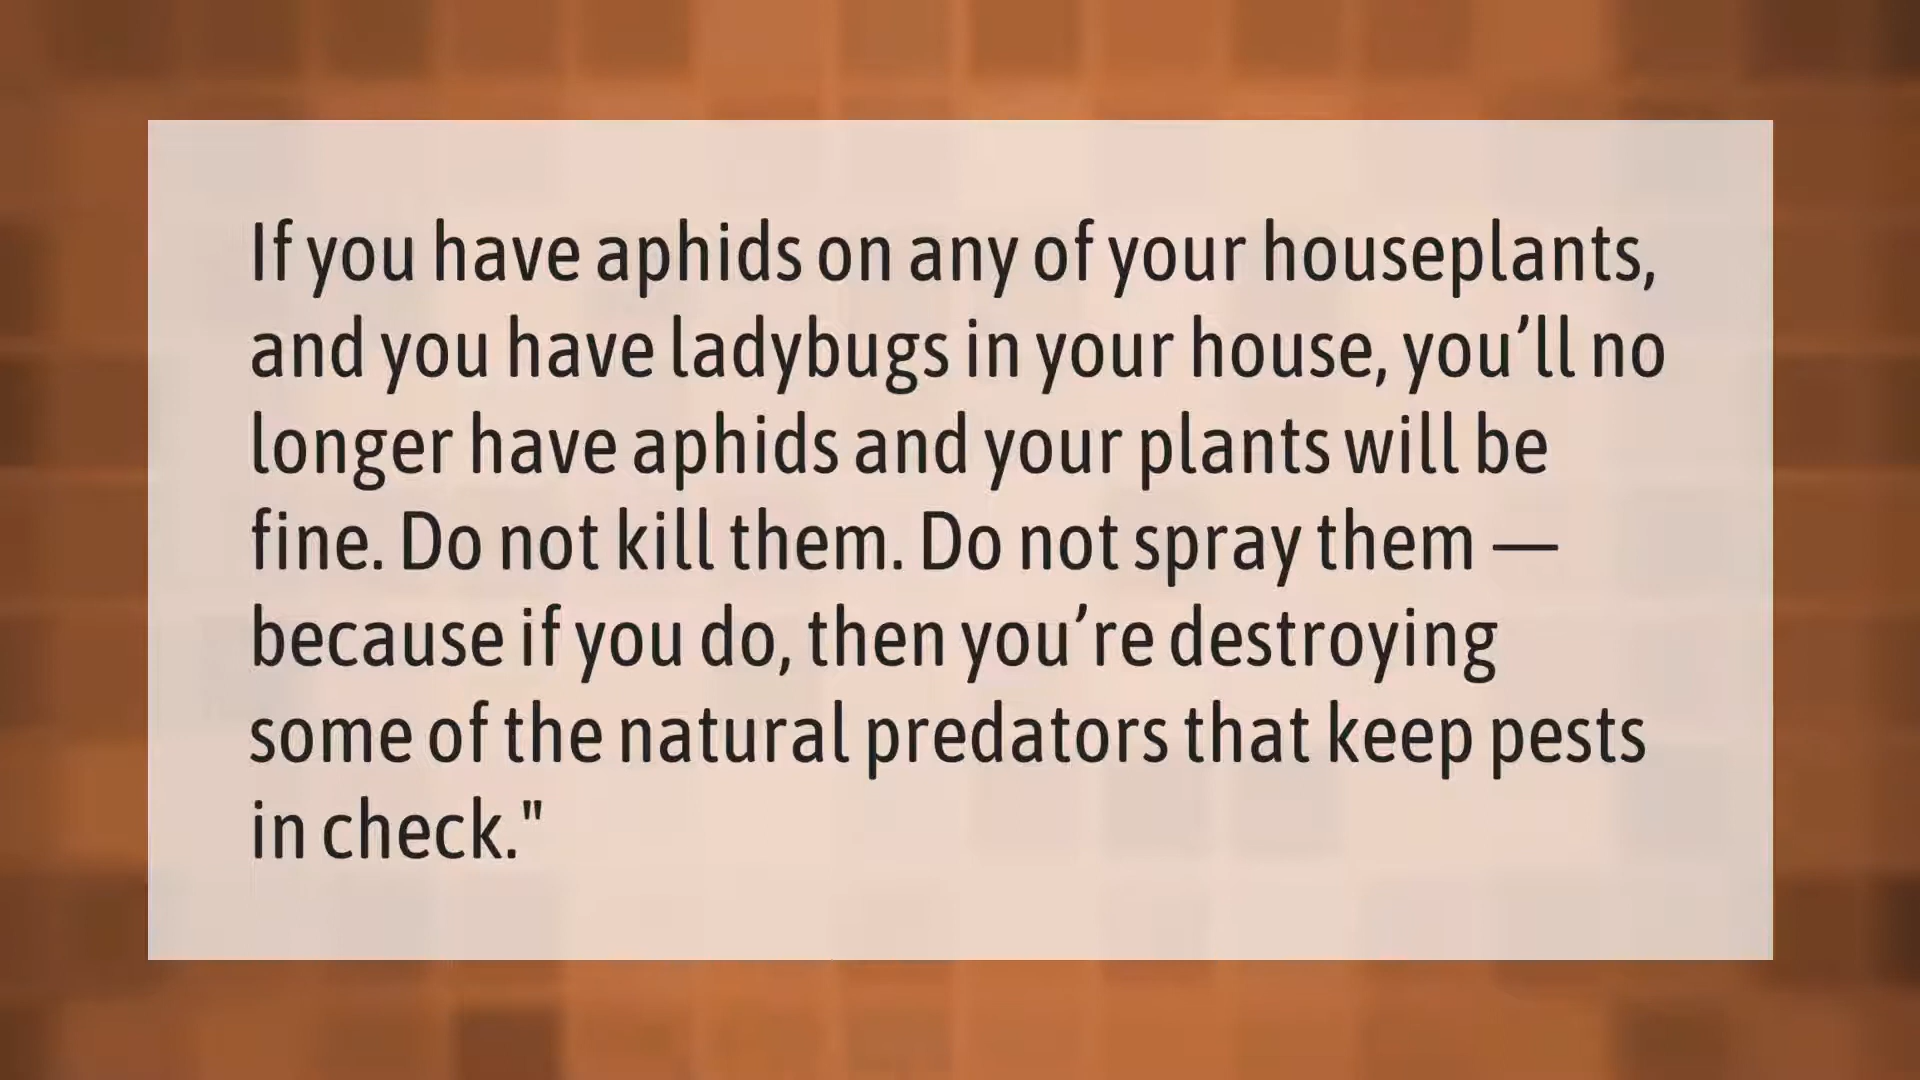 If you have aphids on any of your houseplants,
and you have ladybugs in your house, you’ll no
longer have aphids and your plants will be
fine. Do not kill them. Do not spray them —
because if you do, then you’re destroying
some of the natural predators that keep pests
in check."